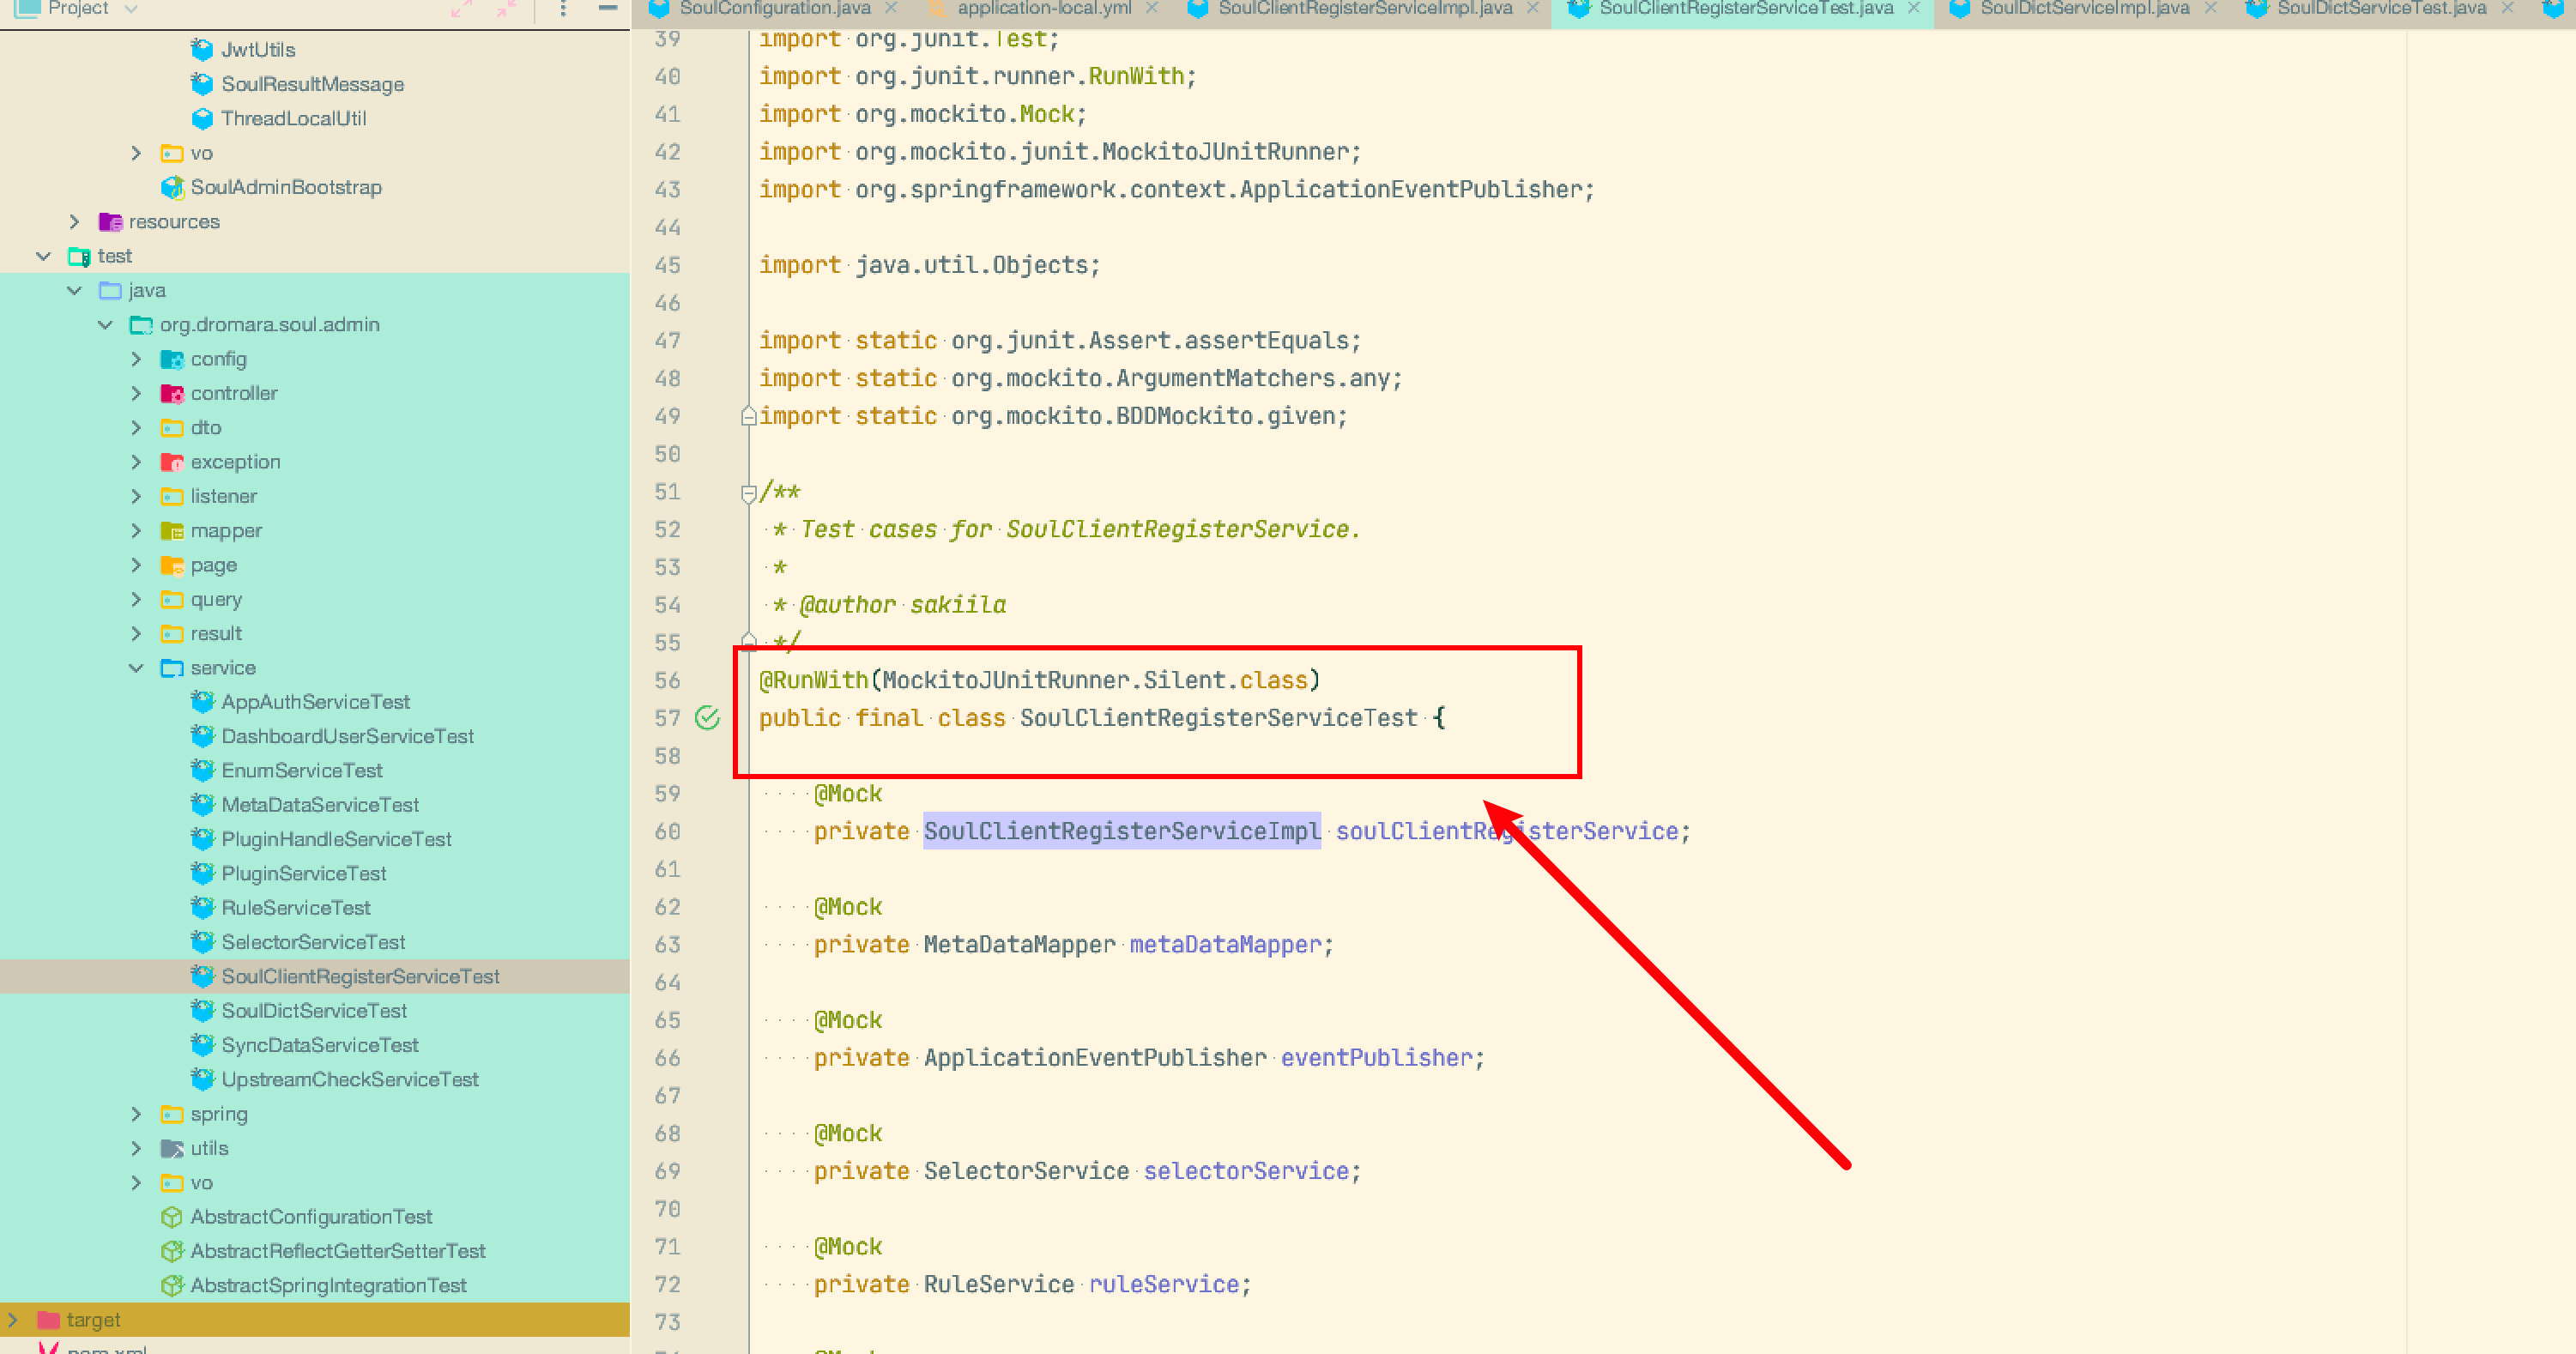 Project
JwtUtils
SoulResultMessage
ThreadLocalUtil
vo
SoulAdminBootstrap
resources
test
java
org.dromara.soul.admin
config
controller
dto
exception
listener
mapper
page
query
result
service
AppAuthServiceTest
DashboardUserServiceTest
EnumServiceTest
MetaDataServiceTest
PluginHandleServiceTest
PluginServiceTest
RuleServiceTest
SelectorServiceTest
SoulClientRegisterServiceTest
SoulDictServiceTest
SyncDataServiceTest
UpstreamCheckServiceTest
spring
utils
vo
AbstractConfigurationTest
AbstractReflectGetterSetterTest
AbstractSpringIntegrationTest
target
pom.xml
SoulConfiguration.java application-local.yml SoulClientRegisterServiceImpl.java SoulClientRegisterServiceTest.java SoulDictServiceImpl.java SoulDictServiceTest.java
39 import org.junit.Test;
40 import org.junit.runner.RunWith;
41 import org.mockito.Mock;
42 import org.mockito.junit.MockitoJUnitRunner;
43 import org.springframework.context.ApplicationEventPublisher;
44
45 import java.util.Objects;
46
47 import static org.junit.Assert.assertEquals;
48 import static org.mockito.ArgumentMatchers.any;
49 import static org.mockito.BDDMockito.given;
50
51 /**
52 * Test cases for SoulClientRegisterService.
53 *
54 * @author sakiila
55 */
56 @RunWith(MockitoJUnitRunner.Silent.class)
57 public final class SoulClientRegisterServiceTest {
58
59 @Mock
60 private SoulClientRegisterServiceImpl soulClientRegisterService;
61
62 @Mock
63 private MetaDataMapper metaDataMapper;
64
65 @Mock
66 private ApplicationEventPublisher eventPublisher;
67
68 @Mock
69 private SelectorService selectorService;
70
71 @Mock
72 private RuleService ruleService;
73